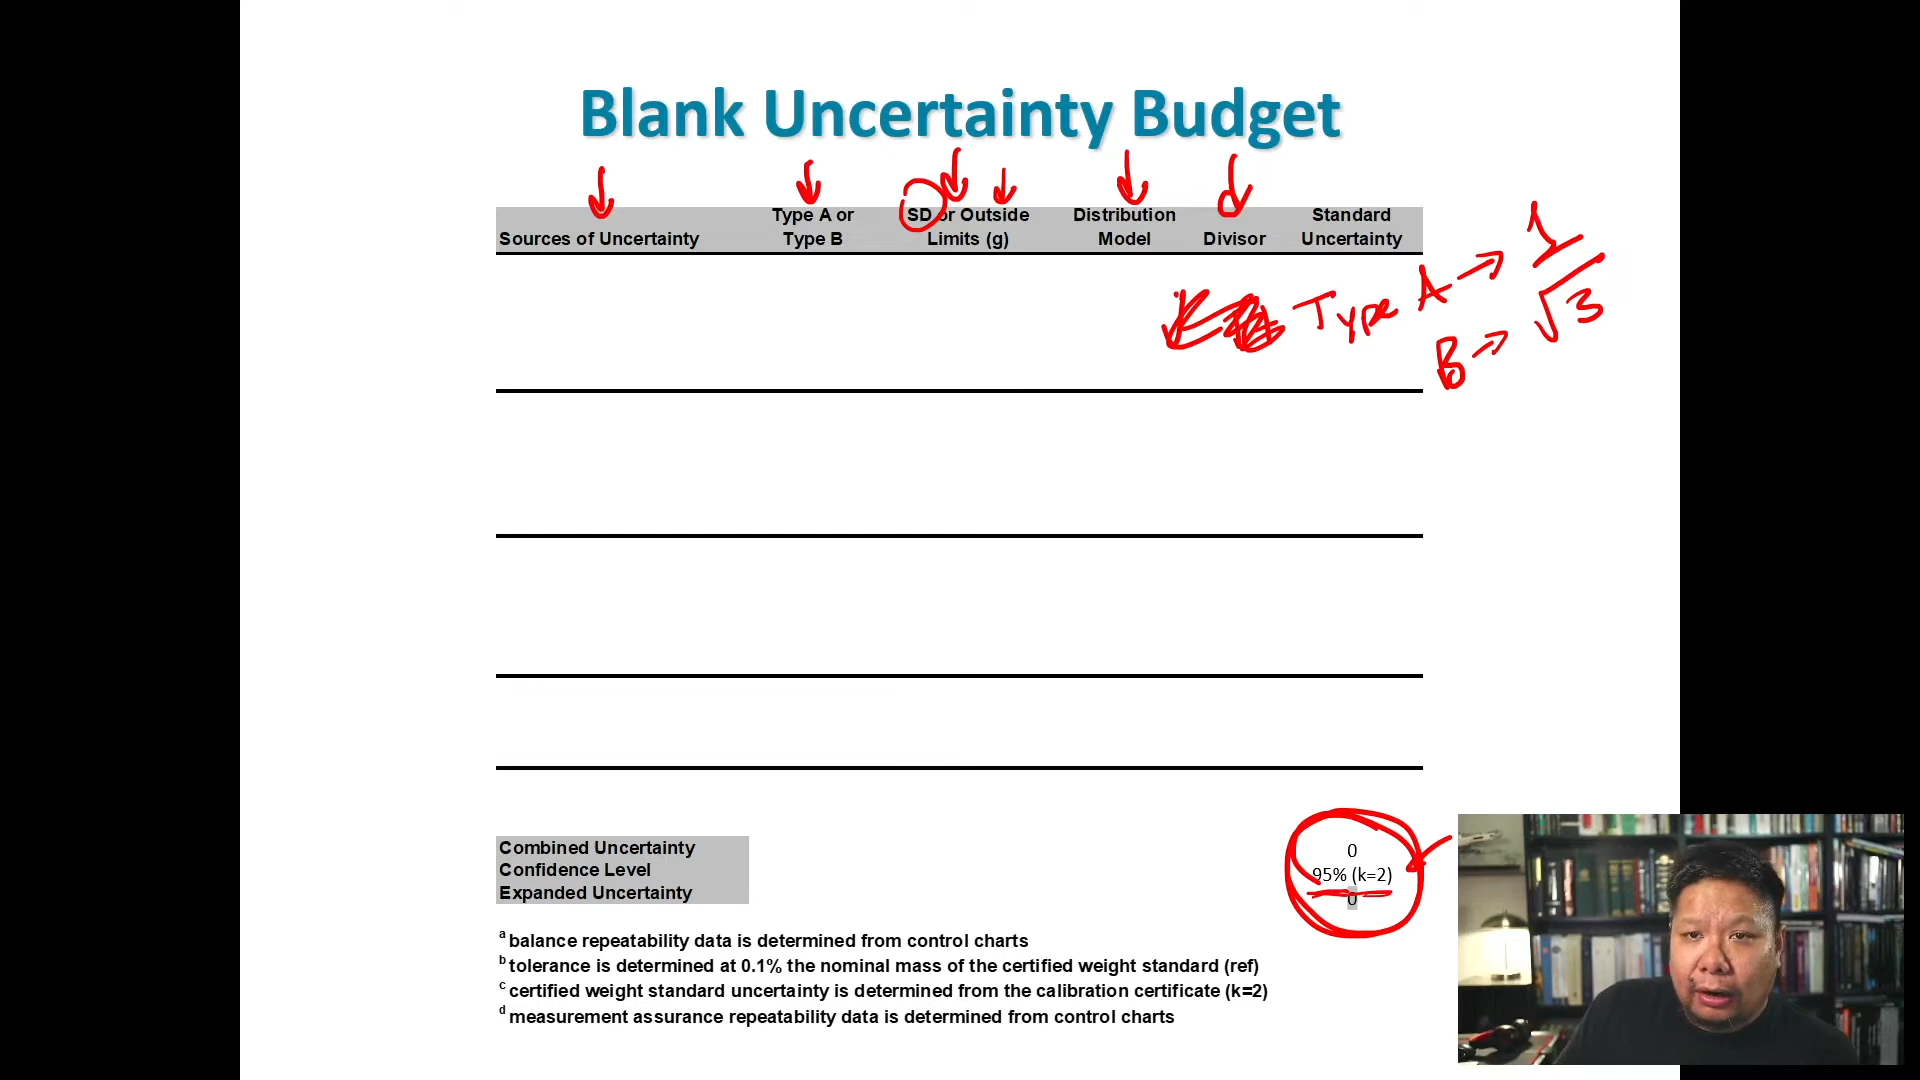 Blank Uncertainty Budget
Sources of Uncertainty
Type A or
Type B
SD or Outside
Limits (g)
Distribution
Model
Divisor
Standard
Uncertainty
Type A → 1
B → √3
Combined Uncertainty 0
Confidence Level 95% (k=2)
Expanded Uncertainty 0
a balance repeatability data is determined from control charts
b tolerance is determined at 0.1% the nominal mass of the certified weight standard (ref)
c certified weight standard uncertainty is determined from the calibration certificate (k=2)
d measurement assurance repeatability data is determined from control charts